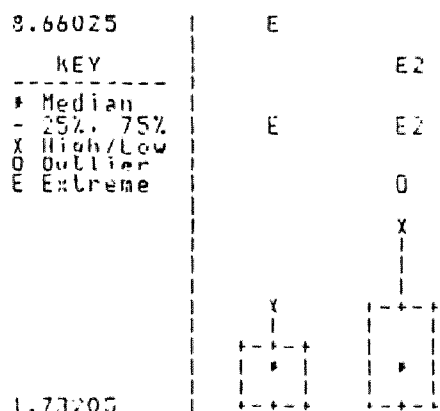 8.66025 E
KEY E2
* Median
- 25%, 75% E E2
X High/Low
O Outlier
E Extreme O
X
X
*  *
1.73205